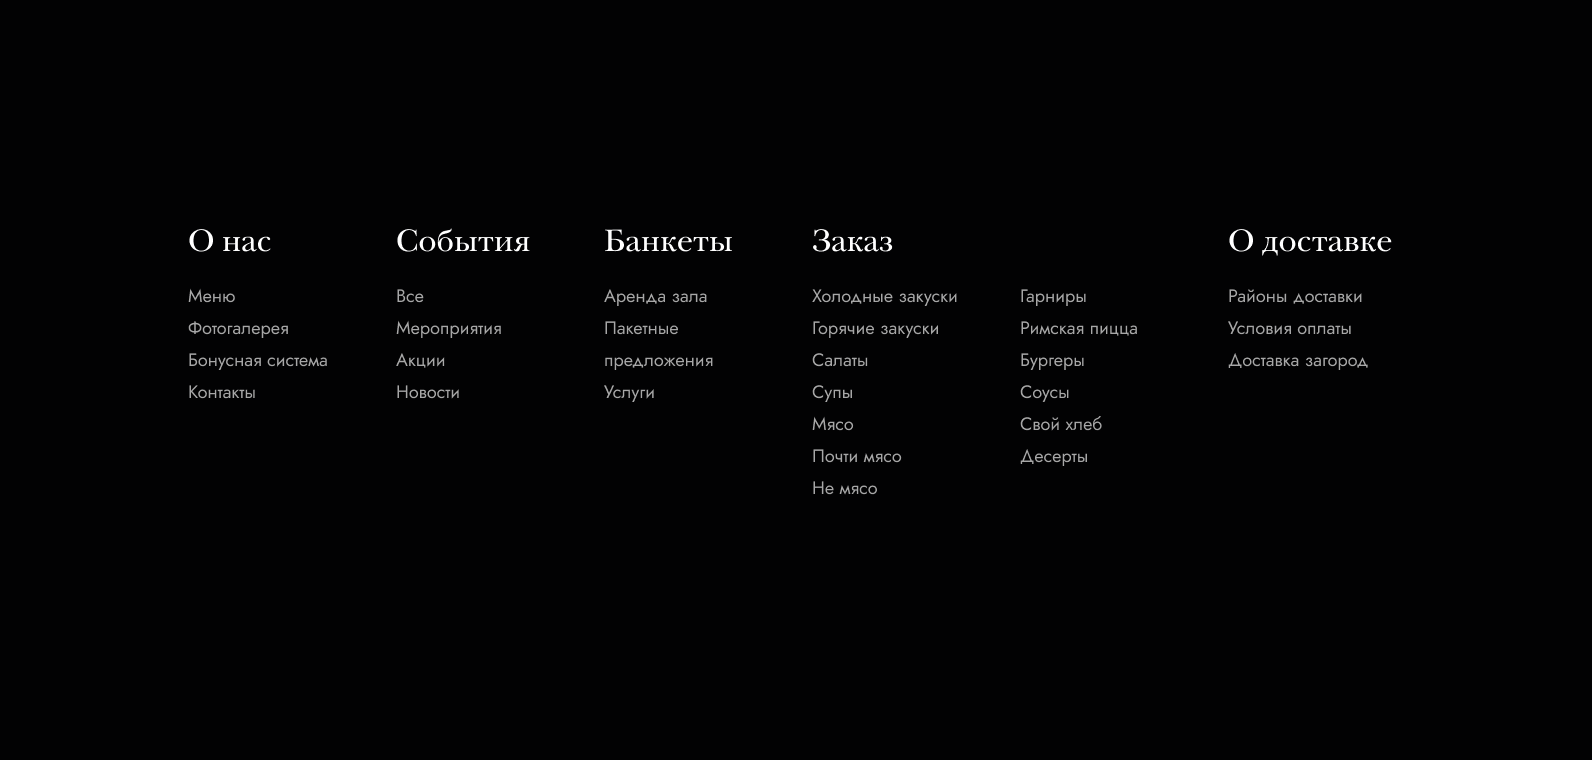 О нас
Меню
Фотогалерея
Бонусная система
Контакты
События
Все
Мероприятия
Акции
Новости
Банкеты
Аренда зала
Пакетные
предложения
Услуги
Заказ
Холодные закуски
Горячие закуски
Салаты
Супы
Мясо
Почти мясо
Не мясо
Гарниры
Римская пицца
Бургеры
Соусы
Свой хлеб
Десерты
О доставке
Районы доставки
Условия оплаты
Доставка загород